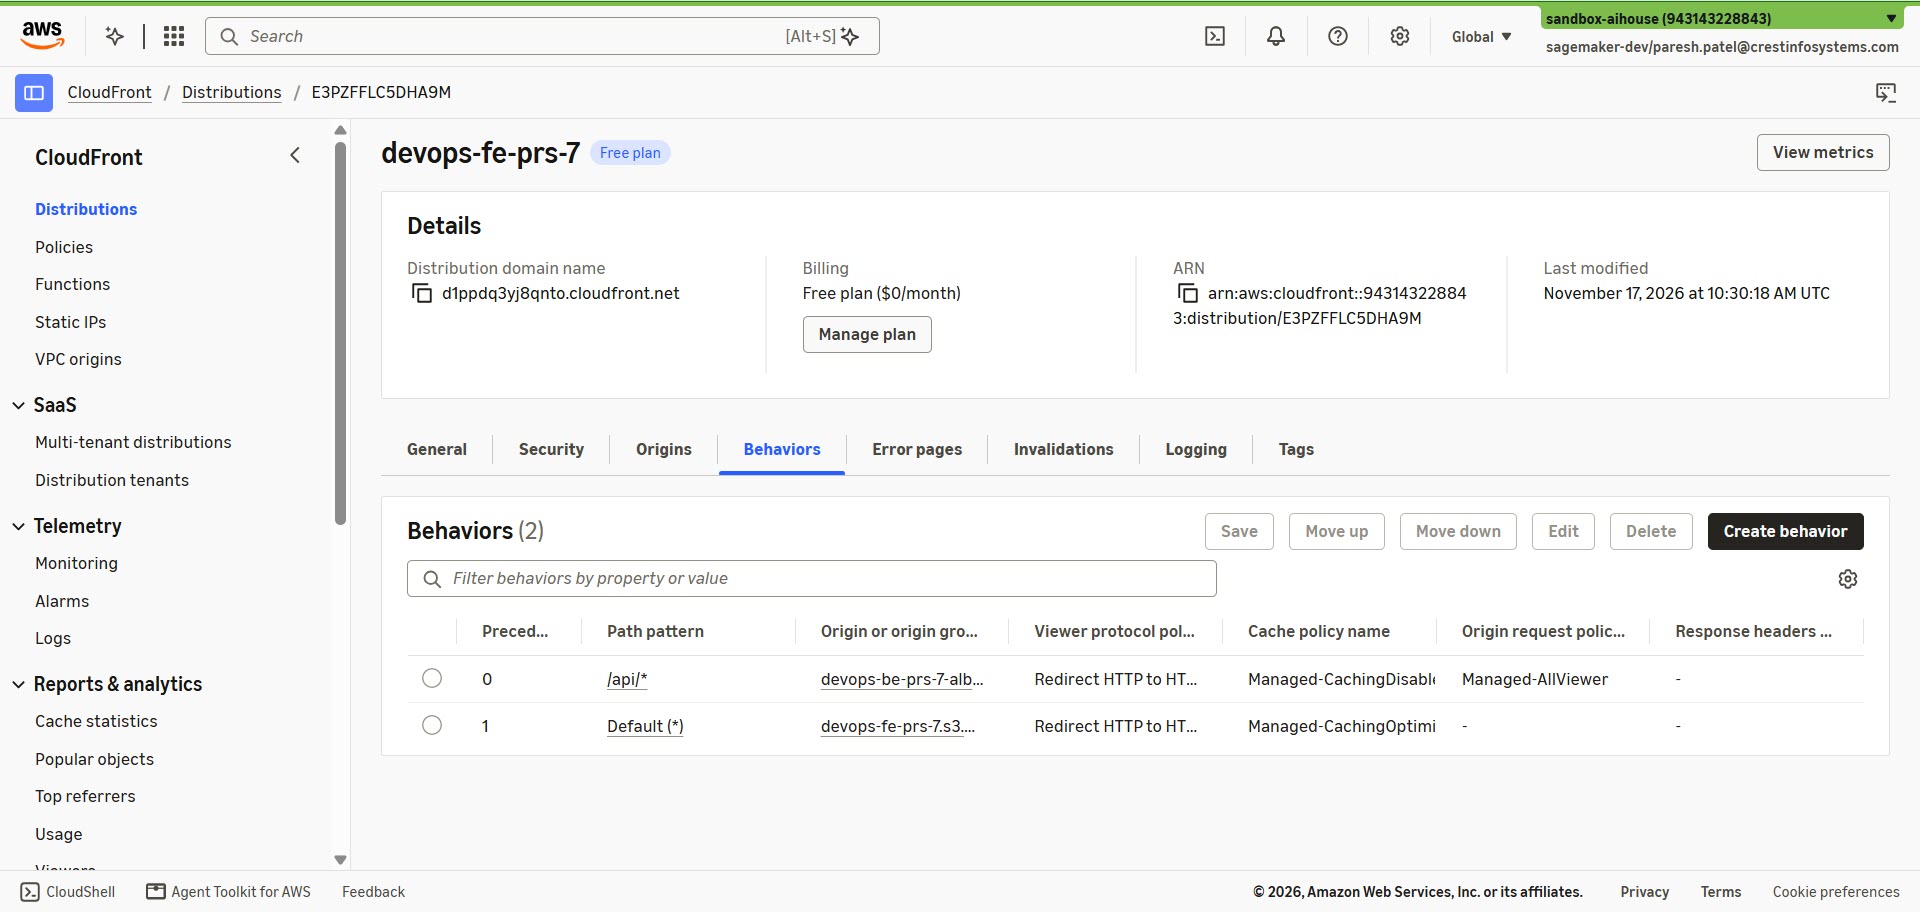 aws
Search
[Alt+S]
Global
sandbox-aihouse (943143228843)
sagemaker-dev/paresh.patel@crestinfosystems.com
CloudFront / Distributions / E3PZFFLC5DHA9M
CloudFront
Distributions
Policies
Functions
Static IPs
VPC origins
SaaS
Multi-tenant distributions
Distribution tenants
Telemetry
Monitoring
Alarms
Logs
Reports & analytics
Cache statistics
Popular objects
Top referrers
Usage
devops-fe-prs-7 Free plan
View metrics
Details
Distribution domain name
d1ppdq3yj8qnto.cloudfront.net
Billing
Free plan ($0/month)
Manage plan
ARN
arn:aws:cloudfront::94314322884
3:distribution/E3PZFFLC5DHA9M
Last modified
November 17, 2026 at 10:30:18 AM UTC
General Security Origins Behaviors Error pages Invalidations Logging Tags
Behaviors (2)
Save Move up Move down Edit Delete Create behavior
Filter behaviors by property or value
Preced... Path pattern Origin or origin gro... Viewer protocol pol... Cache policy name Origin request polic... Response headers ...
0 /api/* devops-be-prs-7-alb... Redirect HTTP to HT... Managed-CachingDisable Managed-AllViewer -
1 Default (*) devops-fe-prs-7.s3.... Redirect HTTP to HT... Managed-CachingOptimi - -
CloudShell Agent Toolkit for AWS Feedback
© 2026, Amazon Web Services, Inc. or its affiliates. Privacy Terms Cookie preferences